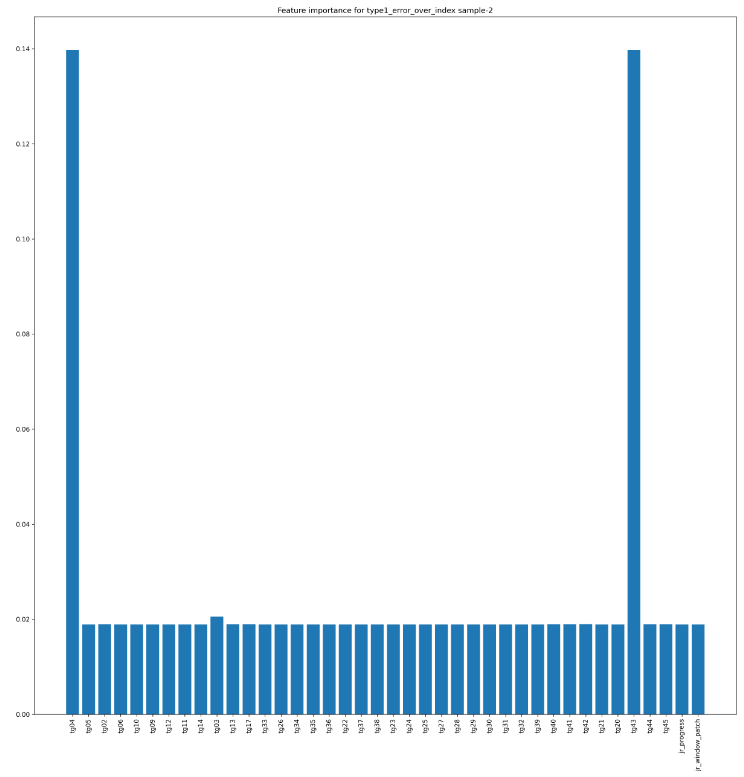 Feature importance for type1_error_over_index sample-2
0.14
0.12
0.10
0.08
0.06
0.04
0.02
0.00
tg04
tg05
tg02
tg06
tg10
tg09
tg12
tg11
tg14
tg03
tg13
tg17
tg33
tg26
tg34
tg35
tg36
tg22
tg37
tg38
tg23
tg24
tg25
tg27
tg28
tg29
tg30
tg31
tg32
tg39
tg40
tg41
tg42
tg21
tg20
tg43
tg44
tg45
jr_progress
jr_window_patch